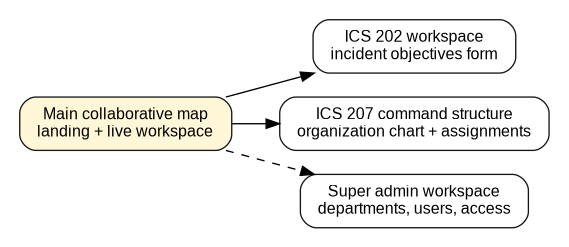 ICS 202 workspace
incident objectives form
Main collaborative map
landing + live workspace
ICS 207 command structure
organization chart + assignments
Super admin workspace
departments, users, access